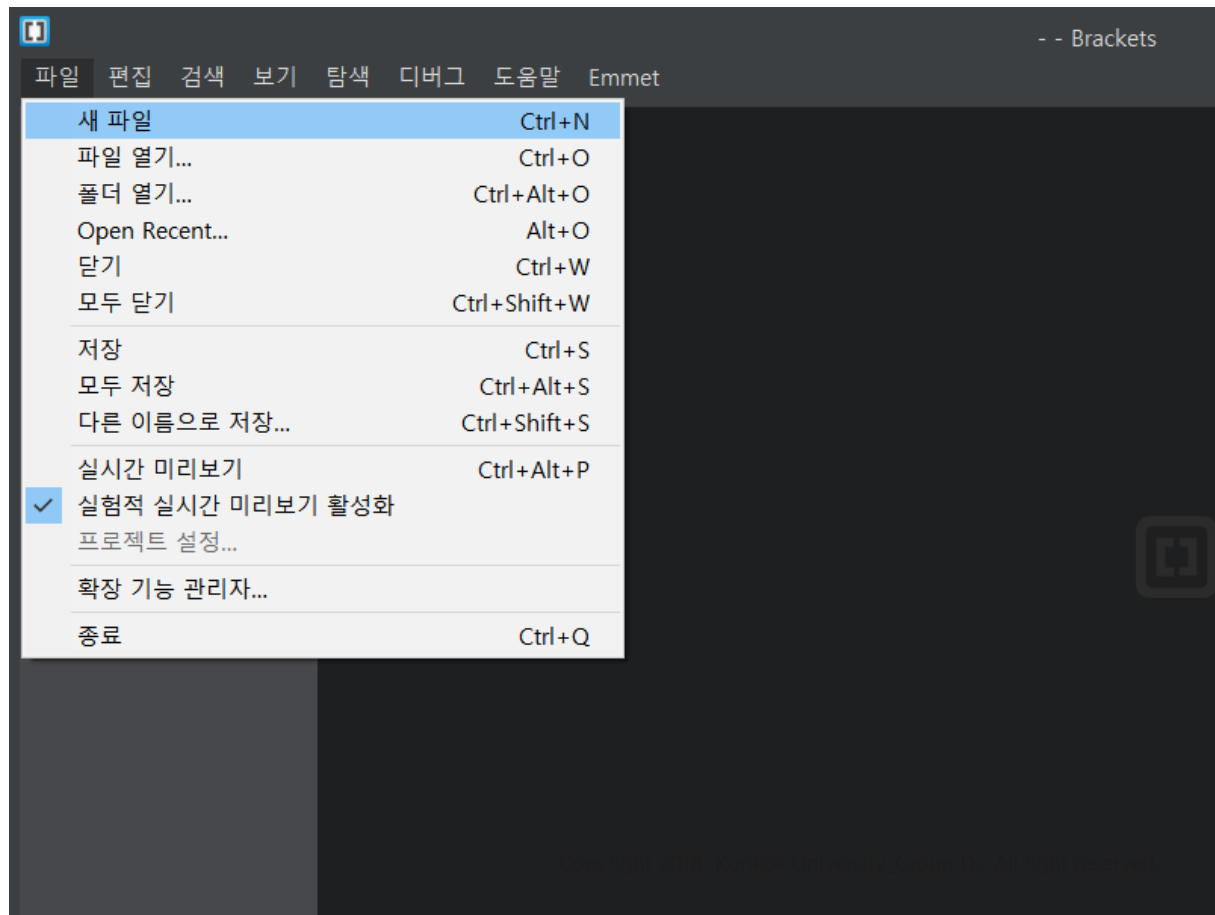 - - Brackets
파일 편집 검색 보기 탐색 디버그 도움말 Emmet
새 파일 Ctrl+N
파일 열기... Ctrl+O
폴더 열기... Ctrl+Alt+O
Open Recent... Alt+O
닫기 Ctrl+W
모두 닫기 Ctrl+Shift+W
저장 Ctrl+S
모두 저장 Ctrl+Alt+S
다른 이름으로 저장... Ctrl+Shift+S
실시간 미리보기 Ctrl+Alt+P
실험적 실시간 미리보기 활성화
프로젝트 설정...
확장 기능 관리자...
종료 Ctrl+Q